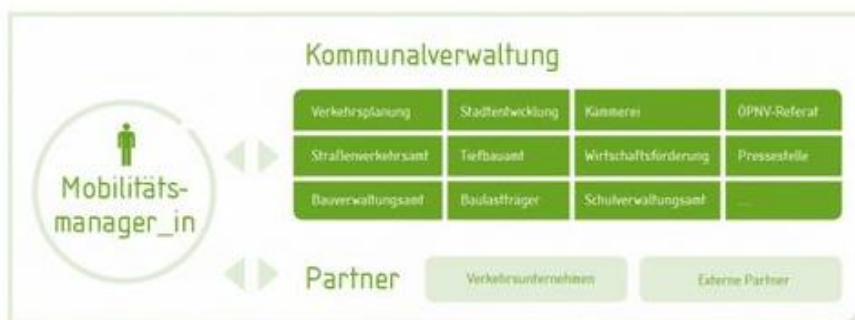 Kommunalverwaltung
Verkehrsplanung
Stadtentwicklung
Kämmerei
ÖPNV-Referat
Straßenverkehrsamt
Tiefbauamt
Wirtschaftsförderung
Pressestelle
Bauverwaltungsamt
Baulastträger
Schulverwaltungsamt
...
Mobilitäts-
manager_in
Partner
Verkehrsunternehmen
Externe Partner